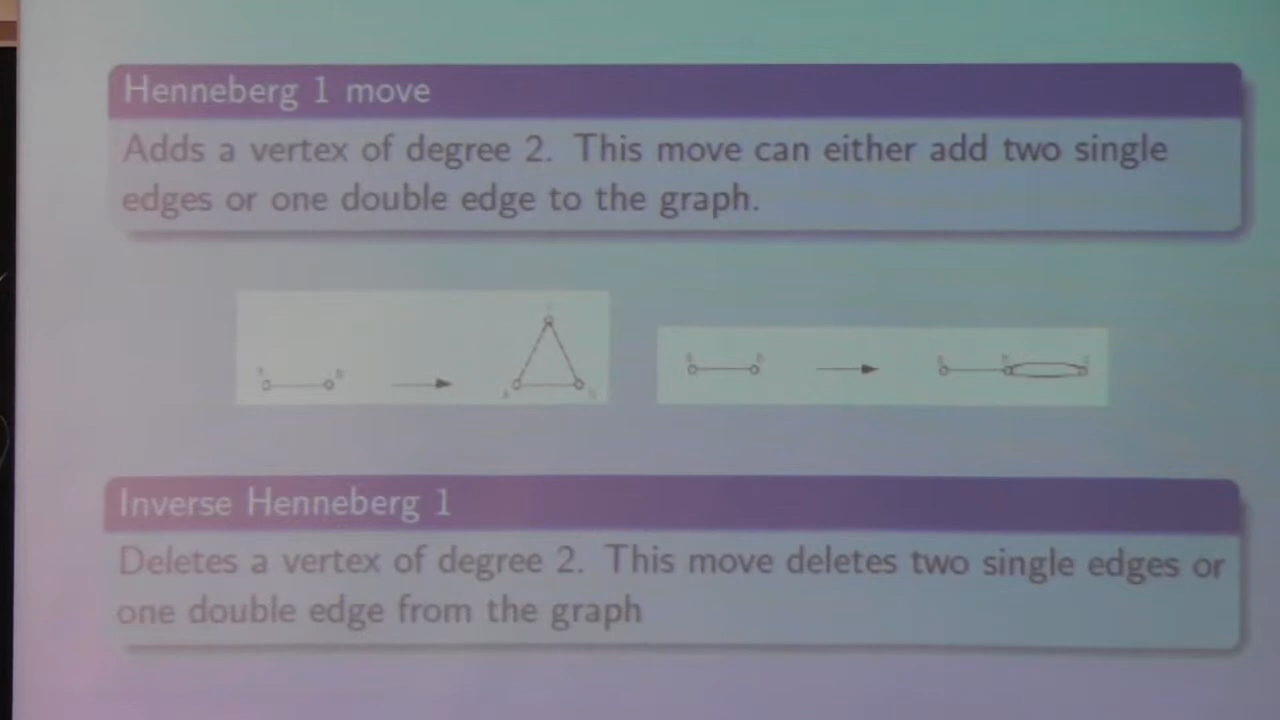 Henneberg 1 move
Adds a vertex of degree 2. This move can either add two single
edges or one double edge to the graph.
Inverse Henneberg 1
Deletes a vertex of degree 2. This move deletes two single edges or
one double edge from the graph